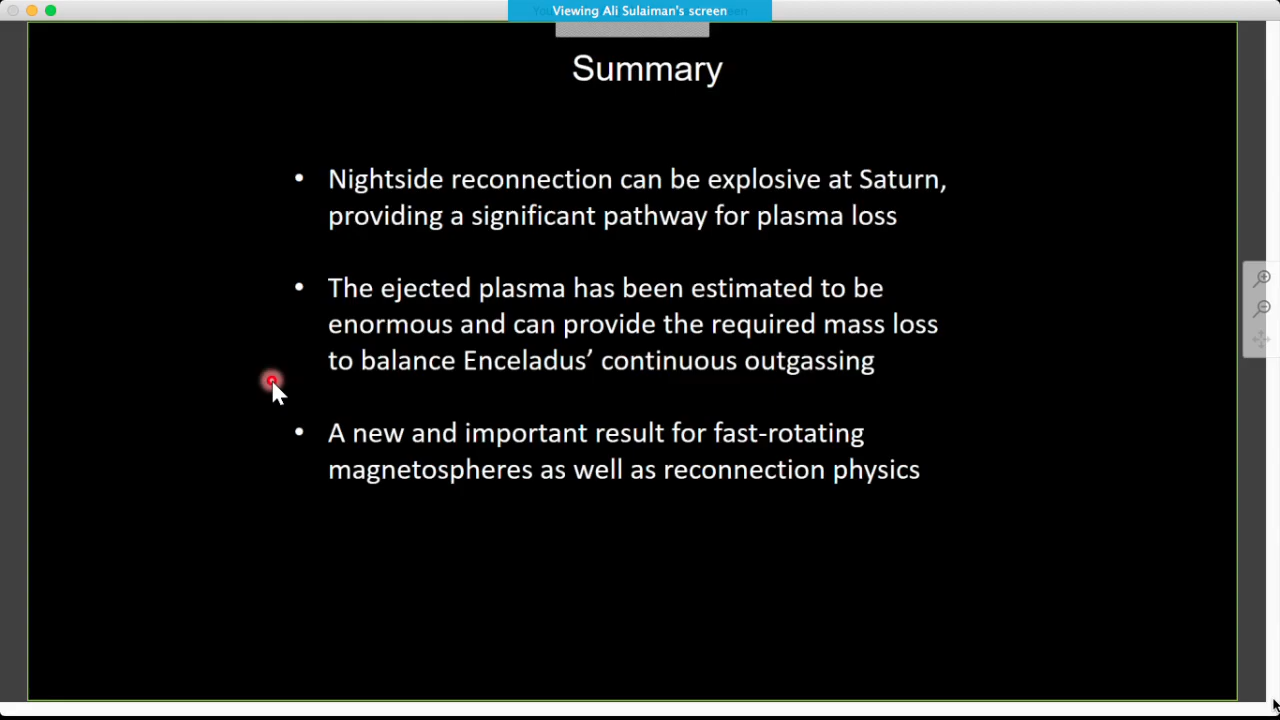 Viewing Ali Sulaiman's screen
Summary
• Nightside reconnection can be explosive at Saturn,
providing a significant pathway for plasma loss
• The ejected plasma has been estimated to be
enormous and can provide the required mass loss
to balance Enceladus’ continuous outgassing
• A new and important result for fast-rotating
magnetospheres as well as reconnection physics